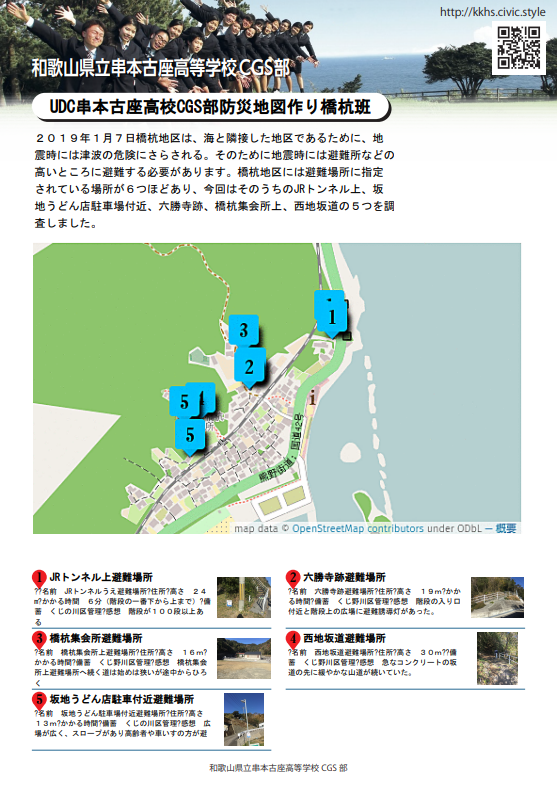 http://kkhs.civic.style
和歌山県立串本古座高等学校 CGS部
UDC串本古座高校CGS部防災地図作り橋杭班
２０１９年１月７日橋杭地区は、海と隣接した地区であるために、地
震時には津波の危険にさらされる。そのために地震時には避難所などの
高いところに避難する必要があります。橋杭地区には避難場所に指定
されている場所が６つほどあり、今回はそのうちのJRトンネル上、坂
地うどん店駐車場付近、六勝寺跡、橋杭集会所上、西地坂道の５つを調
査しました。
1
3
2
5
5
国道42号
熊野街道;
map data © OpenStreetMap contributors under ODbL — 概要
1 JRトンネル上避難場所
??名前　JRトンネルうえ避難場所?住所?高さ　２４
m?かかる時間　６分（階段の一番下から上まで）?備
蓄　くじの川区管理?感想　階段が１００段以上あ
る
2 六勝寺跡避難場所
?名前　六勝寺跡避難場所?住所?高さ　１９m?かか
る時間?備蓄　くじの川区管理?感想　階段の入り口
付近と階段上の広場に避難誘導灯があった。
3 橋杭集会所避難場所
?名前　橋杭集会所上避難場所?住所?高さ　１６m?
かかる時間?備蓄　くじ野川区管理?感想　橋杭集会
所上避難場所へ続く道は始めは狭いが途中からひろ
く
4 西地坂道避難場所
?名前　西地坂道避難場所?住所?高さ　３０m??備
蓄　くじ野川区管理?感想　急なコンクリートの坂
道の先に緩やかな山道が続いていた。
5 坂地うどん店駐車付近避難場所
?名前　坂地うどん駐車場付近避難場所?住所?高さ
１３m?かかる時間?備蓄　くじの川区管理?感想　広
場が広く、スロープがあり高齢者や車いすの方が避
和歌山県立串本古座高等学校 CGS 部